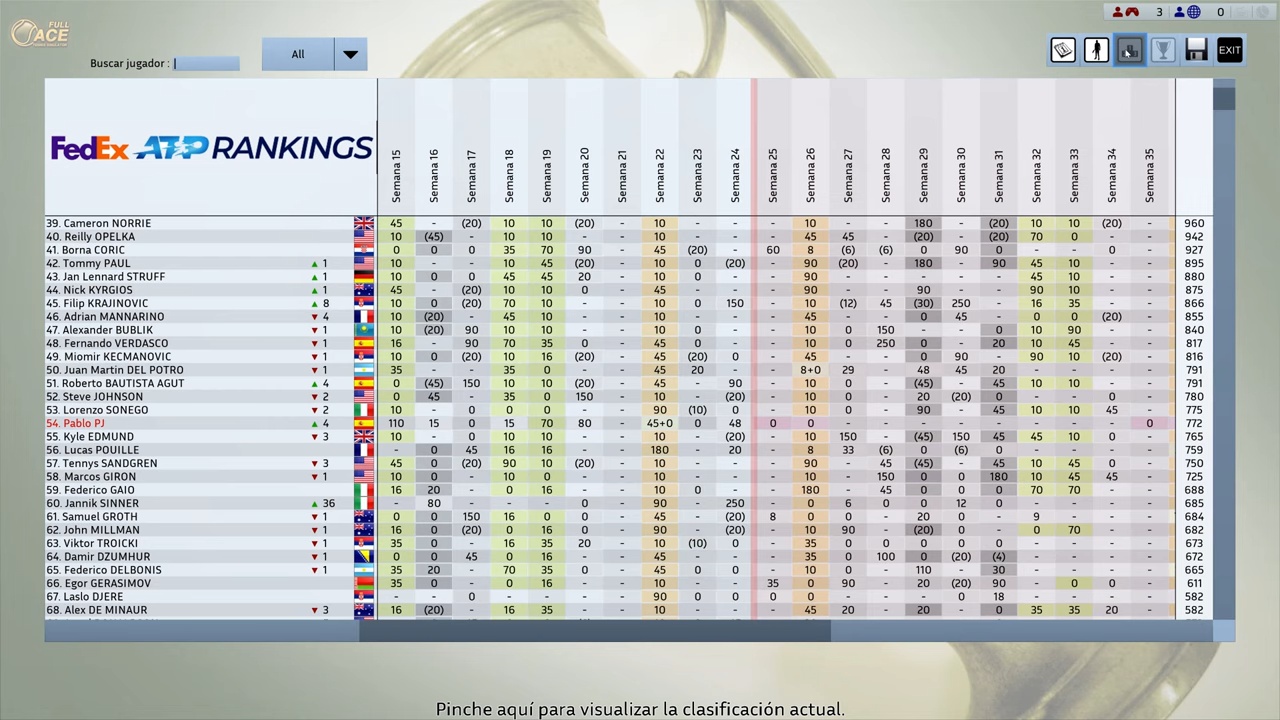 FULL
ACE
TENNIS SIMULATOR
3 0
Buscar jugador : All EXIT
FedEx ATP RANKINGS Semana 15 Semana 16 Semana 17 Semana 18 Semana 19 Semana 20 Semana 21 Semana 22 Semana 23 Semana 24 Semana 25 Semana 26 Semana 27 Semana 28 Semana 29 Semana 30 Semana 31 Semana 32 Semana 33 Semana 34 Semana 35
39. Cameron NORRIE 45 - (20) 10 10 (20) - 10 - - - 10 - - 180 - (20) 10 10 (20) - 960
40. Reilly OPELKA 10 (45) - 10 10 - - 10 - - - 45 45 - (20) - (20) 70 0 - - 942
41. Borna CORIC 0 0 0 35 70 90 - 45 (20) - 60 8 (6) (6) 0 90 0 - - 0 - 927
42. Tommy PAUL 1 10 - - 10 45 (20) - 10 0 (20) - 90 (20) - 180 - 90 45 10 - - 895
43. Jan Lennard STRUFF 1 10 0 0 45 45 20 - 10 0 - - 90 - - - - - 45 10 - - 880
44. Nick KYRGIOS 1 10 - (20) 10 10 0 - 45 - - - 90 - - 90 - - 90 10 - - 875
45. Filip KRAJINOVIC 8 10 0 (20) 70 10 - - 10 0 150 - 10 (12) 45 (30) 250 - 16 35 - - 866
46. Adrian MANNARINO 4 10 (20) - 45 10 - - 10 - - - 35 - - 0 45 - 0 0 (20) - 855
47. Alexander BUBLIK 1 10 (20) 90 10 10 - - 10 - - - 10 0 150 - - 0 10 90 - - 840
48. Fernando VERDASCO 1 16 - 90 70 10 0 - 45 - - - 10 0 250 - - 20 10 45 - - 817
49. Miomir KECMANOVIC 1 10 0 (20) 10 16 (20) - 45 (20) 0 - 45 - - 0 90 - 90 10 (20) - 816
50. Juan Martin DEL POTRO 1 35 - - 35 0 - - 45 20 - - 8+0 29 - 48 45 20 - - - - 791
51. Roberto BAUTISTA AGUT 4 0 (45) 150 10 10 (20) - 10 - 90 - 10 0 - (45) - 45 10 10 - - 791
52. Steve JOHNSON 2 0 45 - 35 0 150 - 10 - (20) - 10 0 0 20 (20) 0 - - 0 - 780
53. Lorenzo SONEGO 2 10 - 0 0 0 - - 90 (10) 0 - 10 0 - 90 - 45 10 10 45 - 775
54. Pablo PJ 4 110 15 0 15 70 80 - 45+0 0 48 0 0 - - - - - - - - 0 772
55. Kyle EDMUND 3 10 - 0 10 10 - - 10 - (20) - 10 150 - (45) 150 45 45 10 0 - 765
56. Lucas POUILLE - 0 45 16 16 0 - 180 - 20 - 8 33 (6) 0 (6) 0 - - 0 - 759
57. Tennys SANDGREN 3 45 0 (20) 90 10 (20) - 10 - - - 90 - 45 (45) - 45 10 45 0 - 750
58. Marcos GIRON 1 10 0 0 10 10 - - 10 - - - 10 - 150 0 0 180 10 45 45 - 725
59. Federico GAIO 16 20 - 0 16 - - 10 0 - - 180 - 45 0 - 0 70 70 - - 688
60. Jannik SINNER 36 - 80 - - - 0 - 90 - 250 - 0 6 0 0 12 0 - - 0 - 685
61. Samuel GROTH 1 0 0 150 16 0 0 - 45 - (20) 8 0 0 - 20 - 0 9 - - - 684
62. John MILLMAN 1 16 0 (20) 0 16 0 - 90 - (20) - 10 90 - (20) 0 - 0 70 - - 682
63. Viktor TROICKI 1 35 0 - 16 35 20 - 10 (10) 0 - 35 0 0 0 0 0 - - - - 673
64. Damir DZUMHUR 1 0 0 45 0 16 0 - 45 0 0 - 10 0 100 0 (20) (4) - - - - 672
65. Federico DELBONIS 1 35 20 - 70 35 0 - 45 0 0 - 35 0 - 110 - 30 - - - - 665
66. Egor GERASIMOV 35 0 - 0 16 - - - - - 35 0 90 - 20 (20) 90 - 0 0 - 611
67. Laslo DJERE - - 0 - - 0 - 90 0 0 0 0 - - - 0 18 - - - - 582
68. Alex DE MINAUR 3 16 (20) - 16 35 - - 10 - - - 45 20 - 20 - 0 35 35 20 - 582
Pinche aquí para visualizar la clasificación actual.